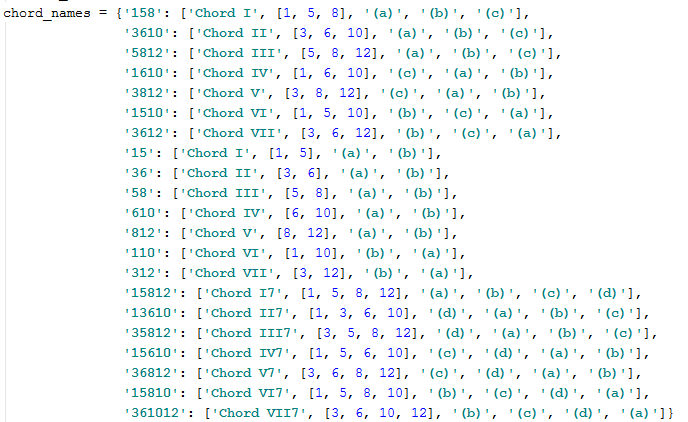 chord_names = {'158': ['Chord I', [1, 5, 8], '(a)', '(b)', '(c)'],
'3610': ['Chord II', [3, 6, 10], '(a)', '(b)', '(c)'],
'5812': ['Chord III', [5, 8, 12], '(a)', '(b)', '(c)'],
'1610': ['Chord IV', [1, 6, 10], '(c)', '(a)', '(b)'],
'3812': ['Chord V', [3, 8, 12], '(c)', '(a)', '(b)'],
'1510': ['Chord VI', [1, 5, 10], '(b)', '(c)', '(a)'],
'3612': ['Chord VII', [3, 6, 12], '(b)', '(c)', '(a)'],
'15': ['Chord I', [1, 5], '(a)', '(b)'],
'36': ['Chord II', [3, 6], '(a)', '(b)'],
'58': ['Chord III', [5, 8], '(a)', '(b)'],
'610': ['Chord IV', [6, 10], '(a)', '(b)'],
'812': ['Chord V', [8, 12], '(a)', '(b)'],
'110': ['Chord VI', [1, 10], '(b)', '(a)'],
'312': ['Chord VII', [3, 12], '(b)', '(a)'],
'15812': ['Chord I7', [1, 5, 8, 12], '(a)', '(b)', '(c)', '(d)'],
'13610': ['Chord II7', [1, 3, 6, 10], '(d)', '(a)', '(b)', '(c)'],
'35812': ['Chord III7', [3, 5, 8, 12], '(d)', '(a)', '(b)', '(c)'],
'15610': ['Chord IV7', [1, 5, 6, 10], '(c)', '(d)', '(a)', '(b)'],
'36812': ['Chord V7', [3, 6, 8, 12], '(c)', '(d)', '(a)', '(b)'],
'15810': ['Chord VI7', [1, 5, 8, 10], '(b)', '(c)', '(d)', '(a)'],
'361012': ['Chord VII7', [3, 6, 10, 12], '(b)', '(c)', '(d)', '(a)']}